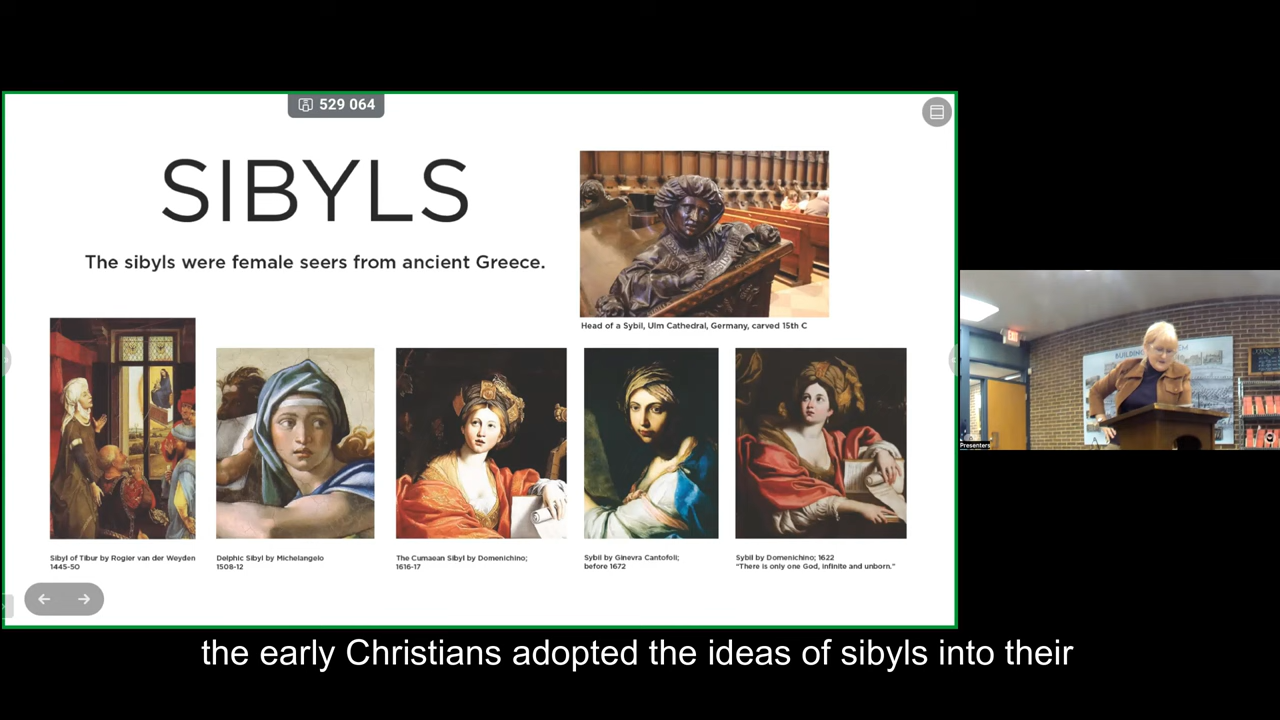 529 064
SIBYLS
The sibyls were female seers from ancient Greece.
Head of a Sybil, Ulm Cathedral, Germany, carved 15th C
Sibyl of Tibur by Rogier van der Weyden
1445-50
Delphic Sibyl by Michelangelo
1508-12
The Cumaean Sibyl by Domenichino;
1616-17
Sybil by Ginevra Cantofoli;
before 1672
Sybil by Domenichino; 1622
“There is only one God, infinite and unborn.”
EXIT
BUILDING
Presenters
the early Christians adopted the ideas of sibyls into their